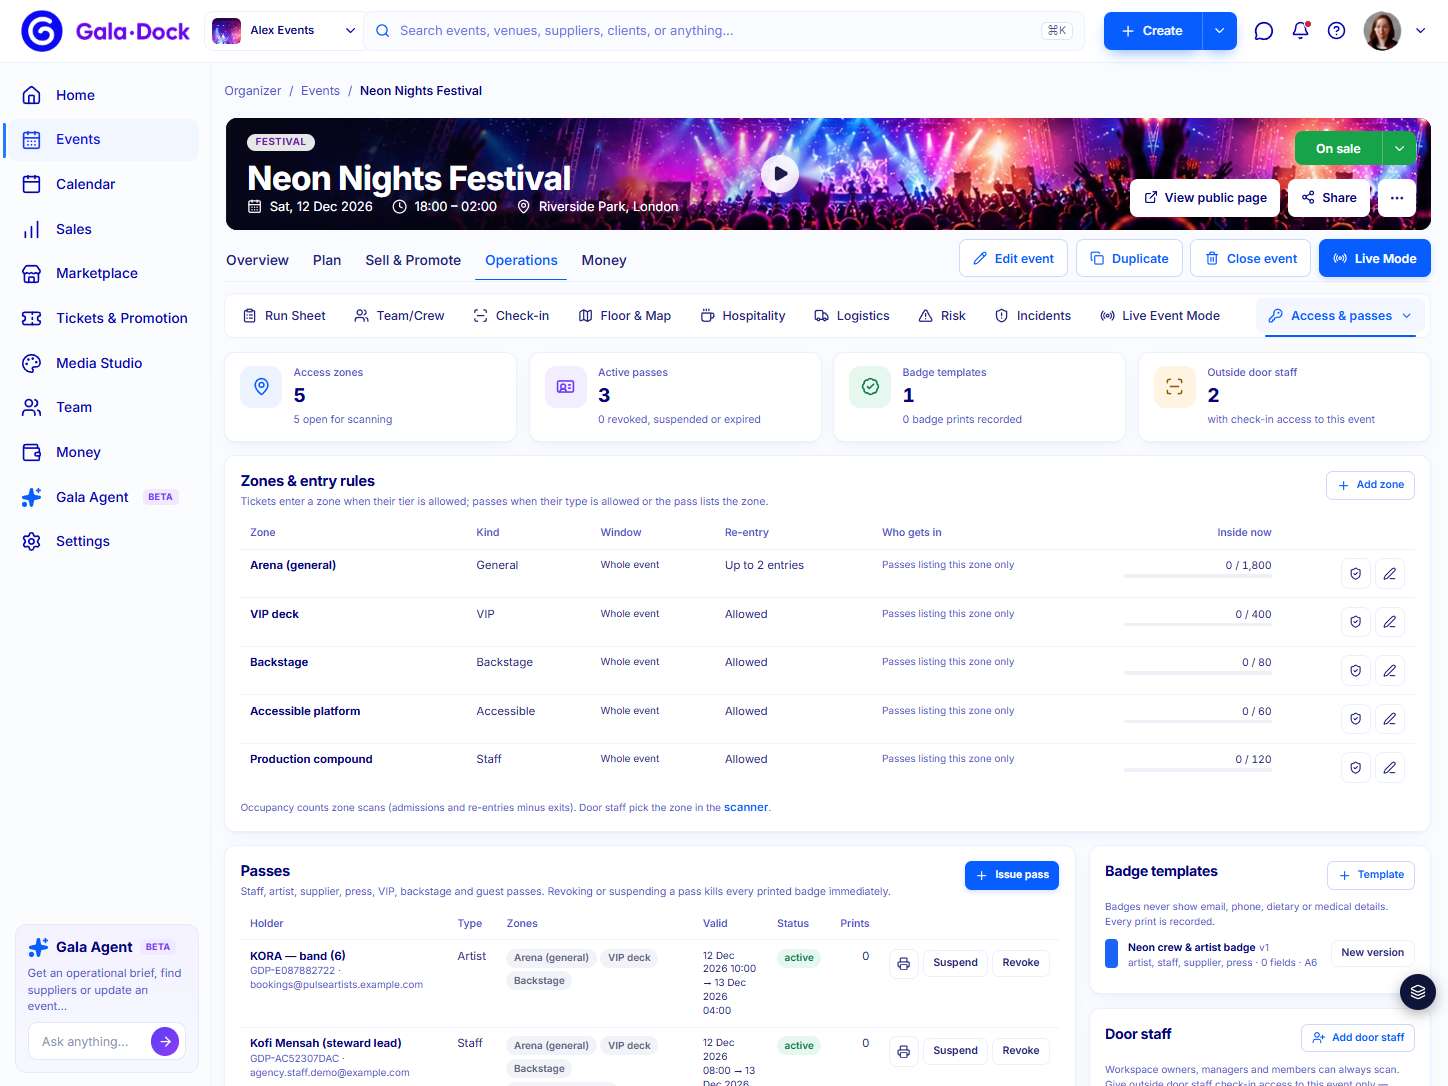 Gala·Dock
Alex Events
Search events, venues, suppliers, clients, or anything...
⌘K
+ Create
Home
Events
Calendar
Sales
Marketplace
Tickets & Promotion
Media Studio
Team
Money
Gala Agent BETA
Settings
Gala Agent BETA
Get an operational brief, find
suppliers or update an
event...
Ask anything...
Organizer / Events / Neon Nights Festival
FESTIVAL
Neon Nights Festival
Sat, 12 Dec 2026 18:00 – 02:00 Riverside Park, London
On sale
View public page
Share
Overview Plan Sell & Promote Operations Money
Edit event
Duplicate
Close event
Live Mode
Run Sheet Team/Crew Check-in Floor & Map Hospitality Logistics Risk Incidents Live Event Mode Access & passes
Access zones
5
5 open for scanning
Active passes
3
0 revoked, suspended or expired
Badge templates
1
0 badge prints recorded
Outside door staff
2
with check-in access to this event
Zones & entry rules
Tickets enter a zone when their tier is allowed; passes when their type is allowed or the pass lists the zone.
+ Add zone
Zone Kind Window Re-entry Who gets in Inside now
Arena (general) General Whole event Up to 2 entries Passes listing this zone only 0 / 1,800
VIP deck VIP Whole event Allowed Passes listing this zone only 0 / 400
Backstage Backstage Whole event Allowed Passes listing this zone only 0 / 80
Accessible platform Accessible Whole event Allowed Passes listing this zone only 0 / 60
Production compound Staff Whole event Allowed Passes listing this zone only 0 / 120
Occupancy counts zone scans (admissions and re-entries minus exits). Door staff pick the zone in the scanner.
Passes
Staff, artist, supplier, press, VIP, backstage and guest passes. Revoking or suspending a pass kills every printed badge immediately.
+ Issue pass
Holder Type Zones Valid Status Prints
KORA — band (6)
GDP-E087882722 ·
bookings@pulseartists.example.com
Artist
Arena (general) VIP deck
Backstage
12 Dec
2026 10:00
→ 13 Dec
2026
04:00
active
0
Suspend
Revoke
Kofi Mensah (steward lead)
GDP-AC52307DAC ·
agency.staff.demo@example.com
Staff
Arena (general) VIP deck
Backstage
12 Dec
2026
08:00 → 13
Dec 2026
active
0
Suspend
Revoke
Badge templates
+ Template
Badges never show email, phone, dietary or medical details.
Every print is recorded.
Neon crew & artist badge v1
artist, staff, supplier, press · 0 fields · A6
New version
Door staff
Add door staff
Workspace owners, managers and members can always scan.
Give outside door staff check-in access to this event only —